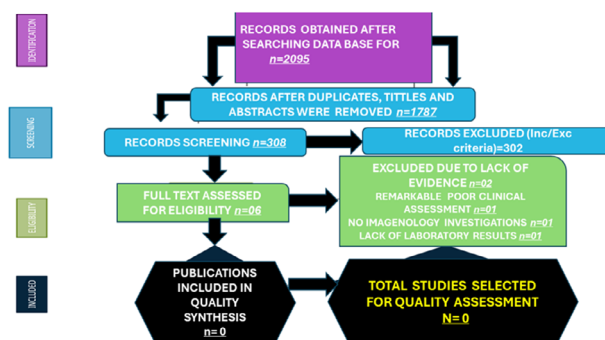 IDENTIFICATION
RECORDS OBTAINED AFTER
SEARCHING DATA BASE FOR
n=2095
SCREENING
RECORDS AFTER DUPLICATES, TITTLES AND
ABSTRACTS WERE REMOVED n=1787
RECORDS SCREENING n=308
RECORDS EXCLUDED (Inc/Exc
criteria)=302
ELIGIBILITY
FULL TEXT ASSESSED
FOR ELIGIBILITY n=06
EXCLUDED DUE TO LACK OF
EVIDENCE n=02
REMARKABLE POOR CLINICAL
ASSESSMENT n=01
NO IMAGENOLOGY INVESTIGATIONS n=01
LACK OF LABORATORY RESULTS n=01
INCLUDED
PUBLICATIONS
INCLUDED IN
QUALITY
SYNTHESIS
n= 0
TOTAL STUDIES SELECTED
FOR QUALITY ASSESSMENT
N= 0